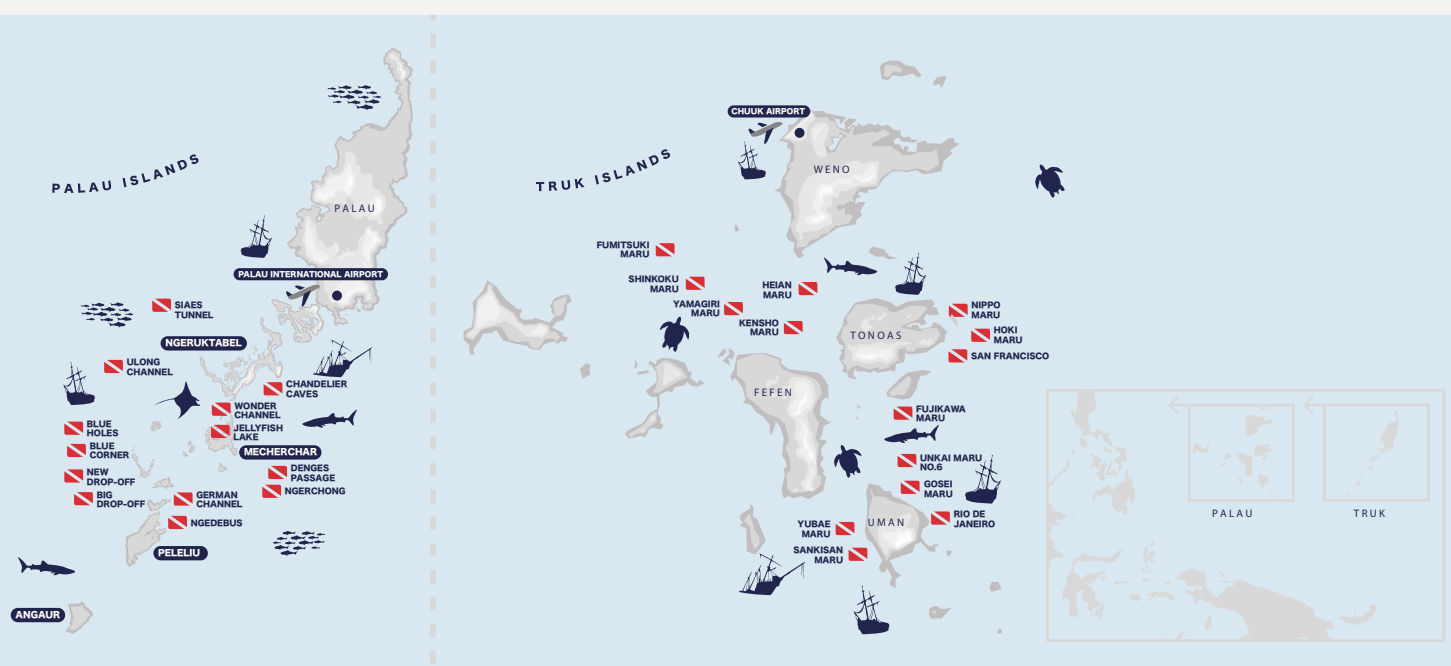 PALAU ISLANDS
PALAU
PALAU INTERNATIONAL AIRPORT
SIAES
TUNNEL
NGERUKTABEL
ULONG
CHANNEL
CHANDELIER
CAVES
WONDER
CHANNEL
JELLYFISH
LAKE
BLUE
HOLES
BLUE
CORNER
MECHERCHAR
NEW
DROP-OFF
DENGES
PASSAGE
BIG
DROP-OFF
GERMAN
CHANNEL
NGERCHONG
NGEDEBUS
PELELIU
ANGAUR
TRUK ISLANDS
CHUUK AIRPORT
WENO
FUMITSUKI
MARU
SHINKOKU
MARU
HEIAN
MARU
YAMAGIRI
MARU
KENSHO
MARU
TONOAS
NIPPO
MARU
HOKI
MARU
SAN FRANCISCO
FEFEN
FUJIKAWA
MARU
UNKAI MARU
NO.6
GOSEI
MARU
RIO DE
JANEIRO
UMAN
YUBAE
MARU
SANKISAN
MARU
PALAU
TRUK